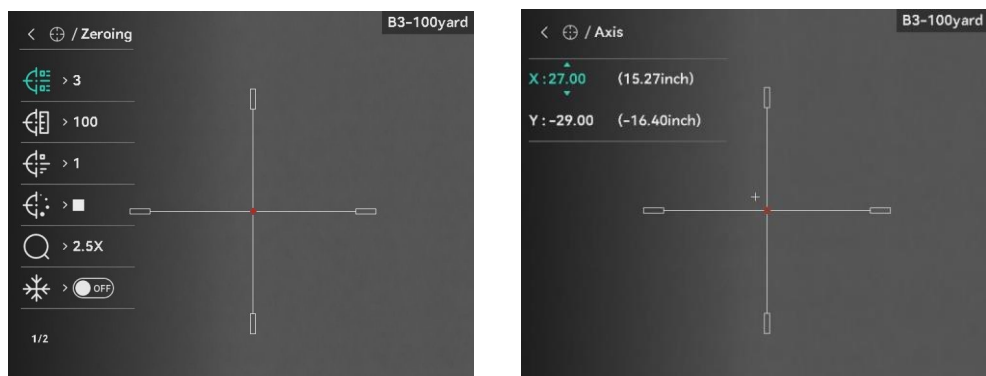 B3-100yard
< / Zeroing
> 3
> 100
> 1
>
> 2.5X
> OFF
1/2
B3-100yard
< / Axis
X:27.00 (15.27inch)
Y:-29.00 (-16.40inch)